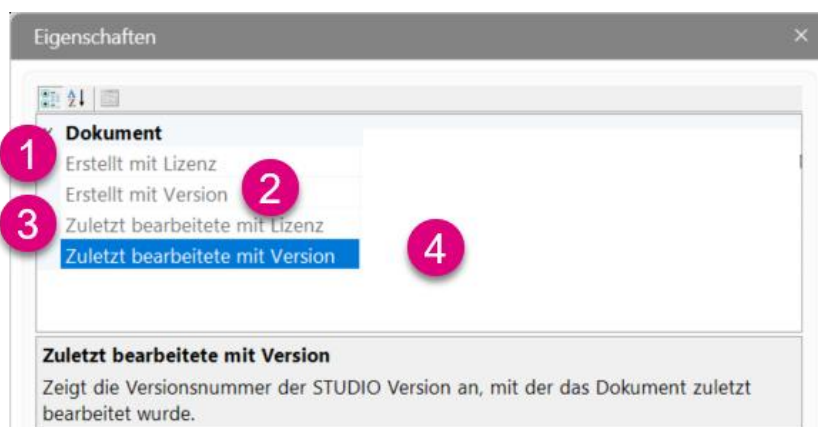 Eigenschaften
Dokument
1
Erstellt mit Lizenz
Erstellt mit Version 2
3
Zuletzt bearbeitete mit Lizenz
Zuletzt bearbeitete mit Version 4
Zuletzt bearbeitete mit Version
Zeigt die Versionsnummer der STUDIO Version an, mit der das Dokument zuletzt
bearbeitet wurde.